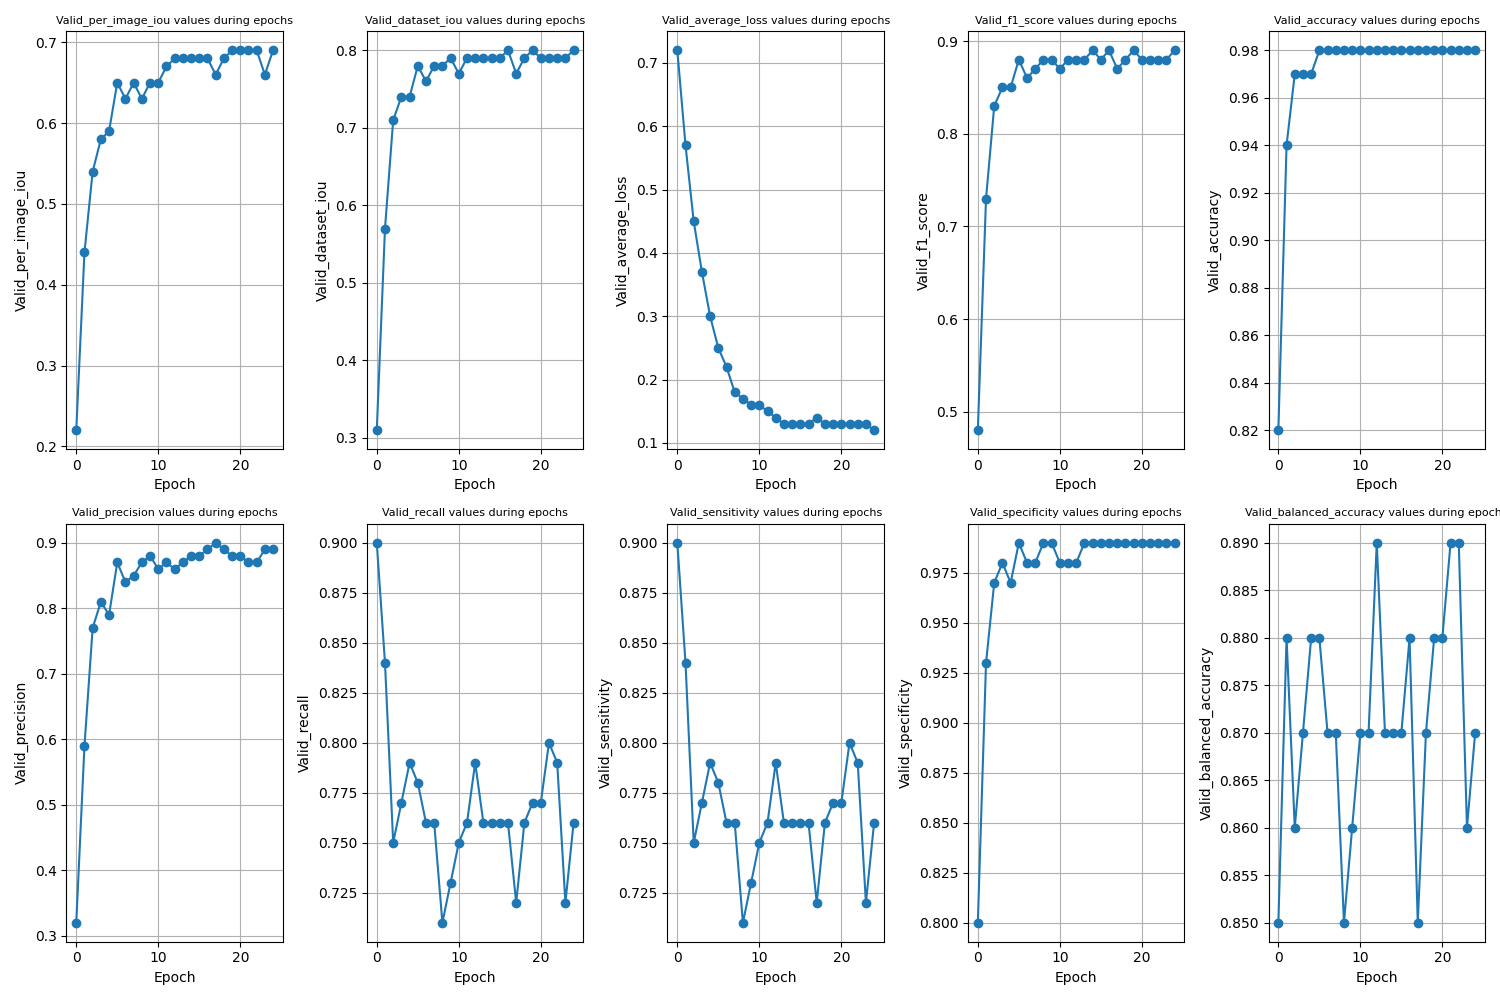 Valid_per_image_iou values during epochs
Valid_per_image_iou
0.7
0.6
0.5
0.4
0.3
0.2
0 10 20
Epoch
Valid_dataset_iou values during epochs
Valid_dataset_iou
0.8
0.7
0.6
0.5
0.4
0.3
0 10 20
Epoch
Valid_average_loss values during epochs
Valid_average_loss
0.7
0.6
0.5
0.4
0.3
0.2
0.1
0 10 20
Epoch
Valid_f1_score values during epochs
Valid_f1_score
0.9
0.8
0.7
0.6
0.5
0 10 20
Epoch
Valid_accuracy values during epochs
Valid_accuracy
0.98
0.96
0.94
0.92
0.90
0.88
0.86
0.84
0.82
0 10 20
Epoch
Valid_precision values during epochs
Valid_precision
0.9
0.8
0.7
0.6
0.5
0.4
0.3
0 10 20
Epoch
Valid_recall values during epochs
Valid_recall
0.900
0.875
0.850
0.825
0.800
0.775
0.750
0.725
0 10 20
Epoch
Valid_sensitivity values during epochs
Valid_sensitivity
0.900
0.875
0.850
0.825
0.800
0.775
0.750
0.725
0 10 20
Epoch
Valid_specificity values during epochs
Valid_specificity
0.975
0.950
0.925
0.900
0.875
0.850
0.825
0.800
0 10 20
Epoch
Valid_balanced_accuracy values during epoch
Valid_balanced_accuracy
0.890
0.885
0.880
0.875
0.870
0.865
0.860
0.855
0.850
0 10 20
Epoch